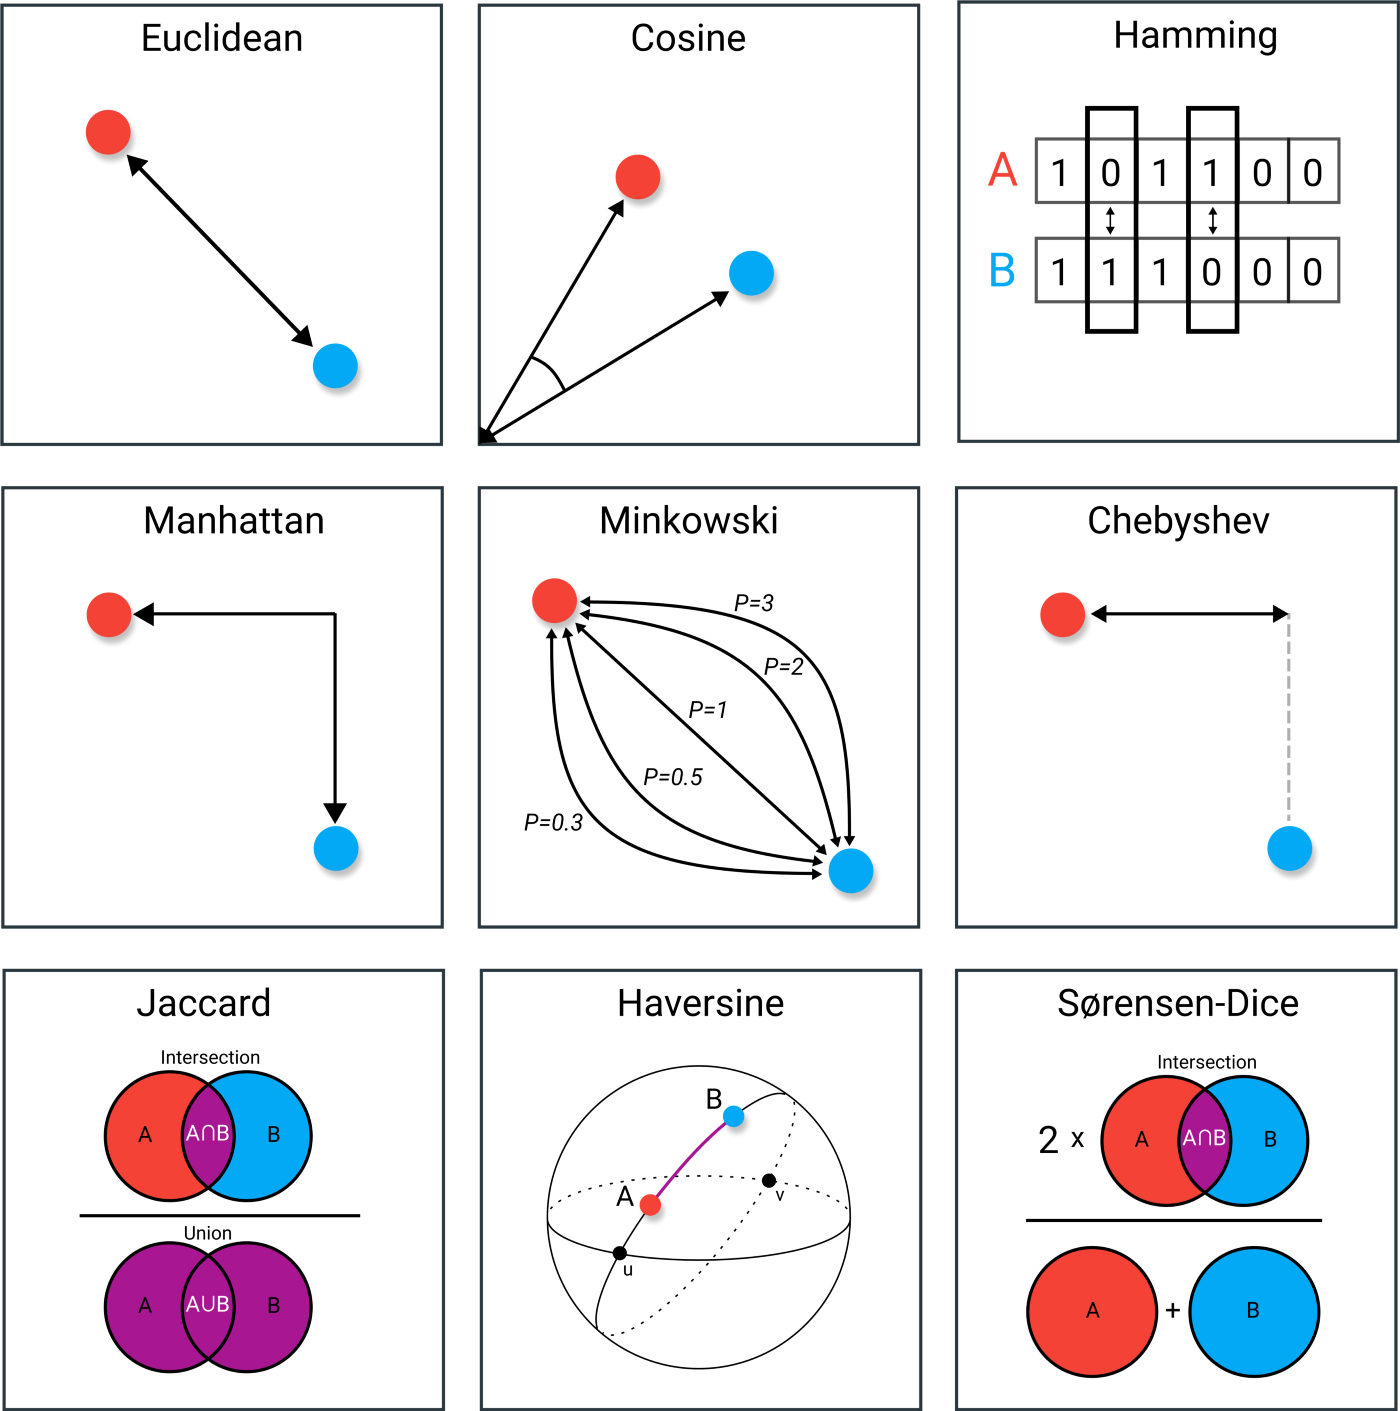 Euclidean
Cosine
Hamming
A 1 0 1 1 0 0
B 1 1 1 0 0 0
Manhattan
Minkowski
P=3
P=2
P=1
P=0.5
P=0.3
Chebyshev
Jaccard
Intersection
A A∩B B
Union
A A∪B B
Haversine
B
A
v
u
Sørensen-Dice
Intersection
2 x A A∩B B
A + B